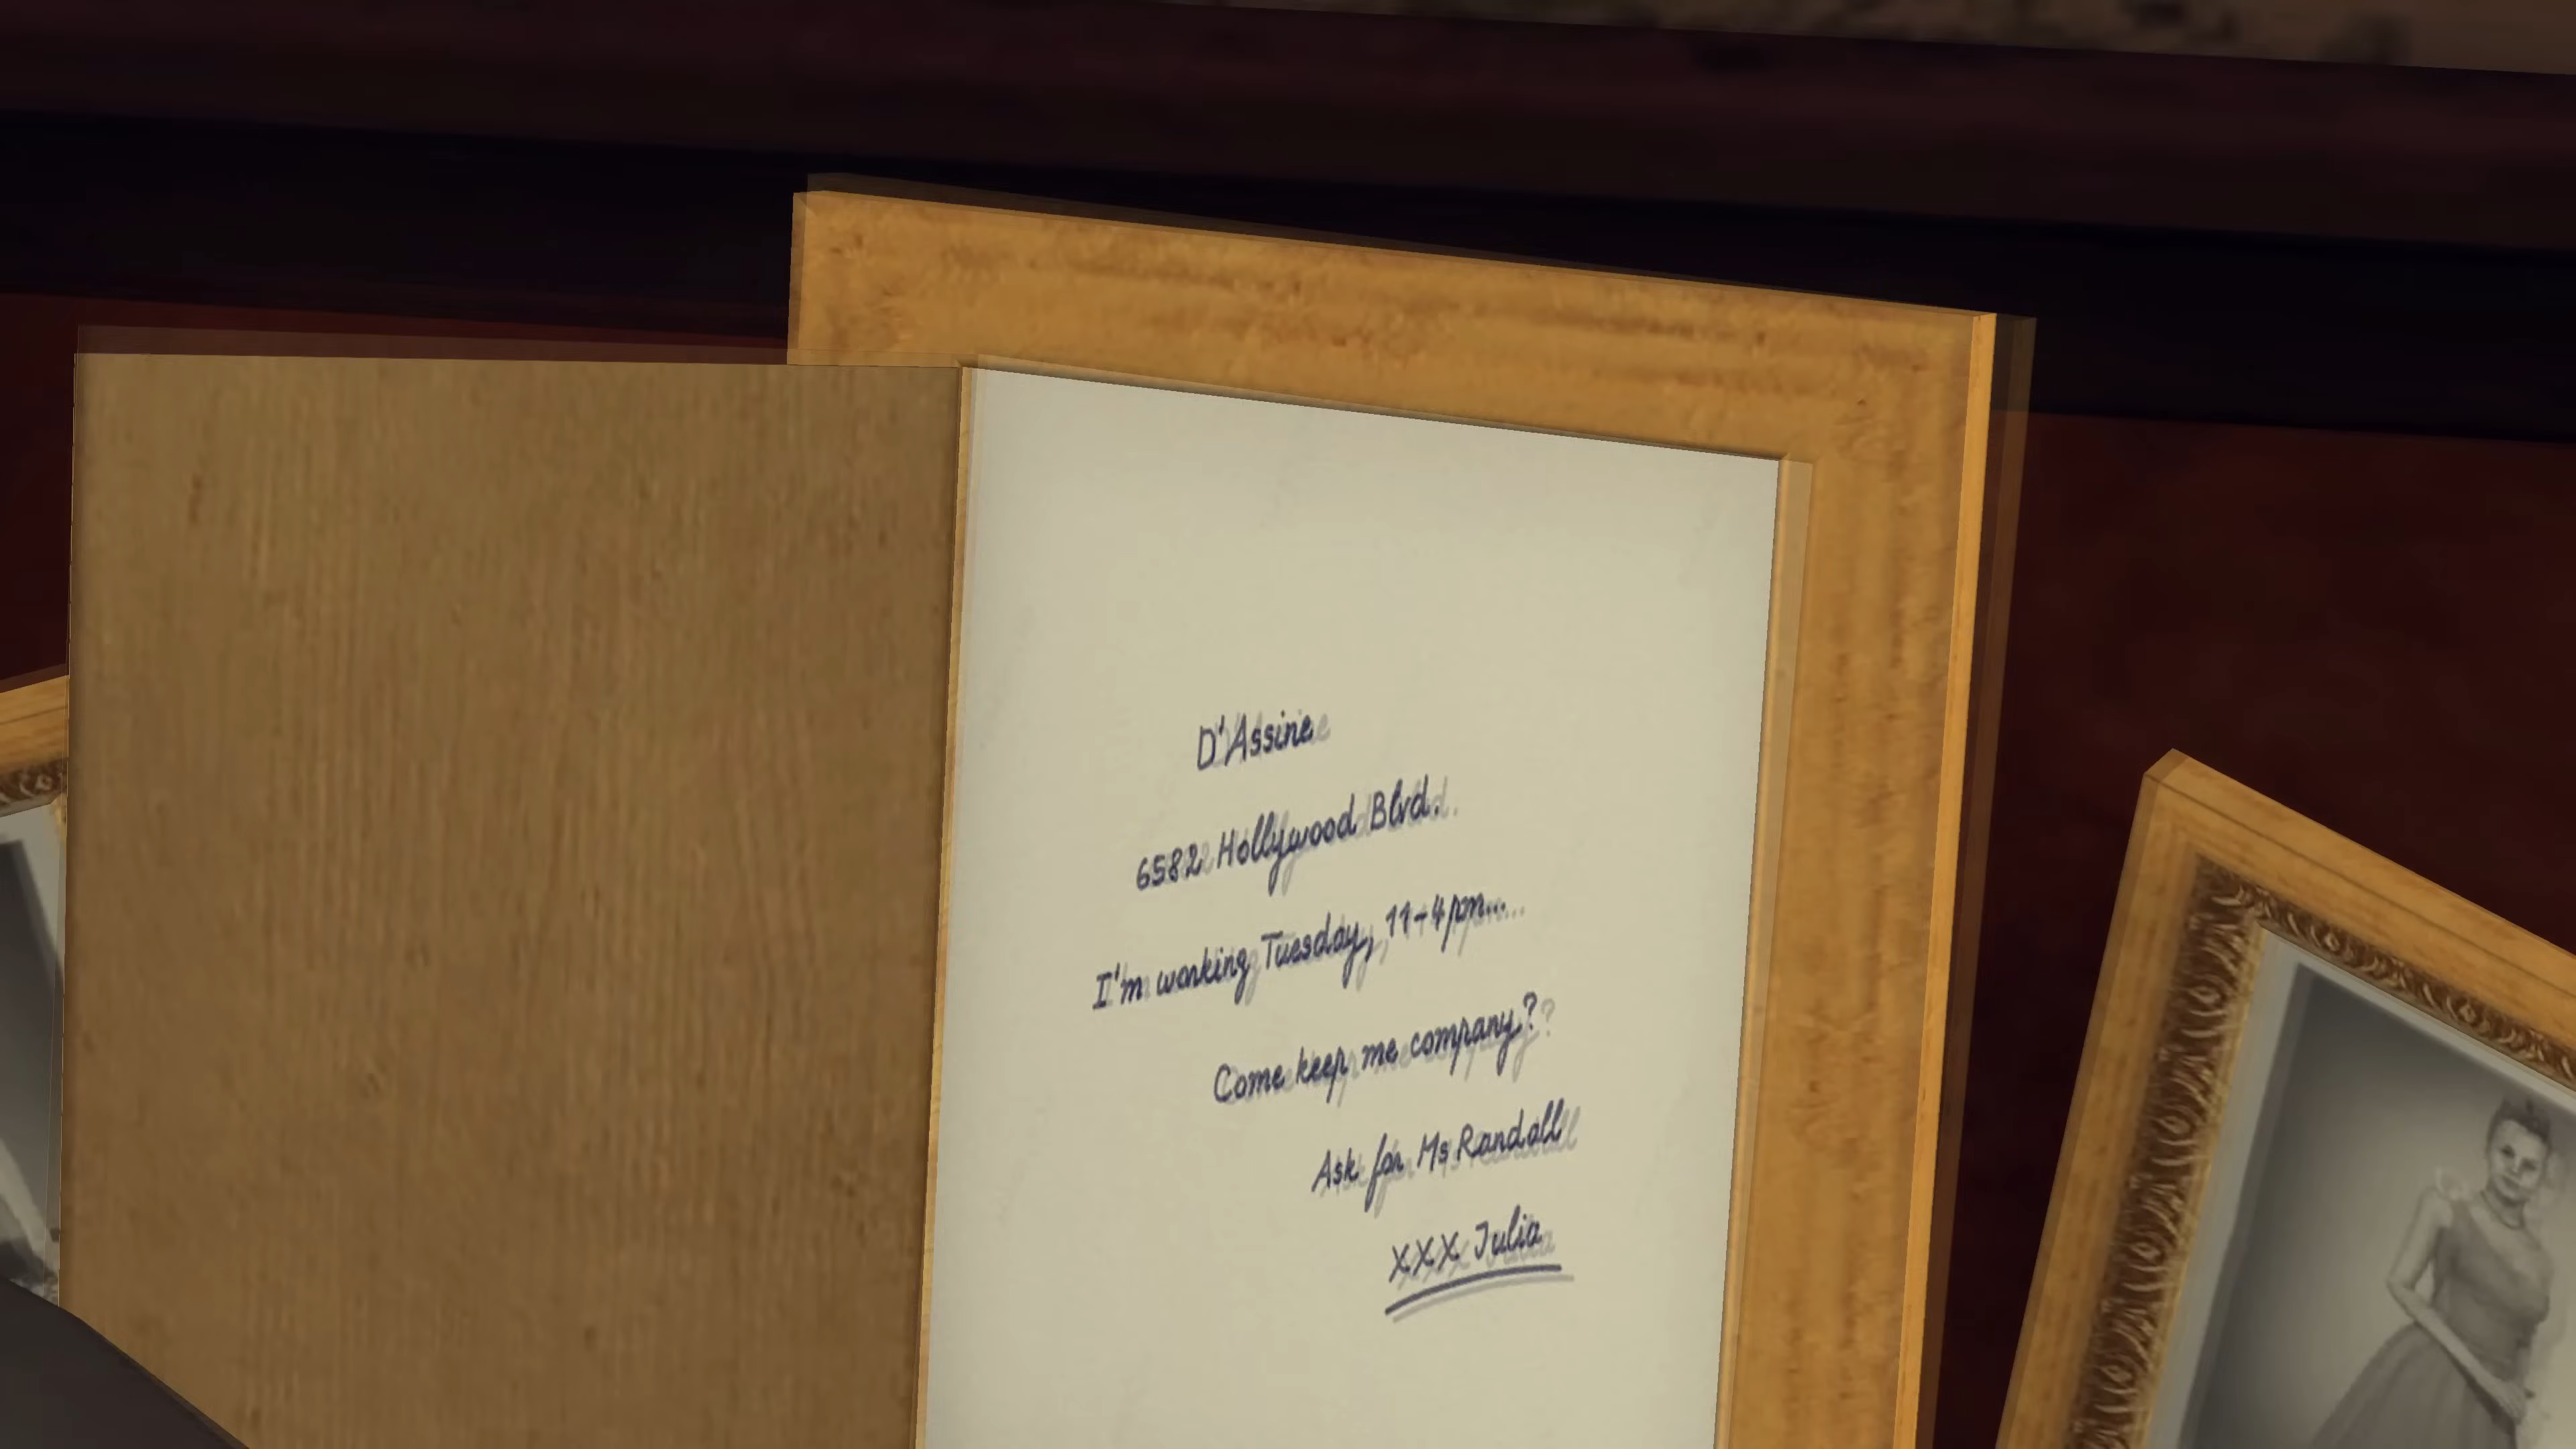 D'Assine
6582 Hollywood Blvd.
I'm working Tuesday, 11-4pm...
Come keep me company?
Ask for Ms Randall
XXX Julia